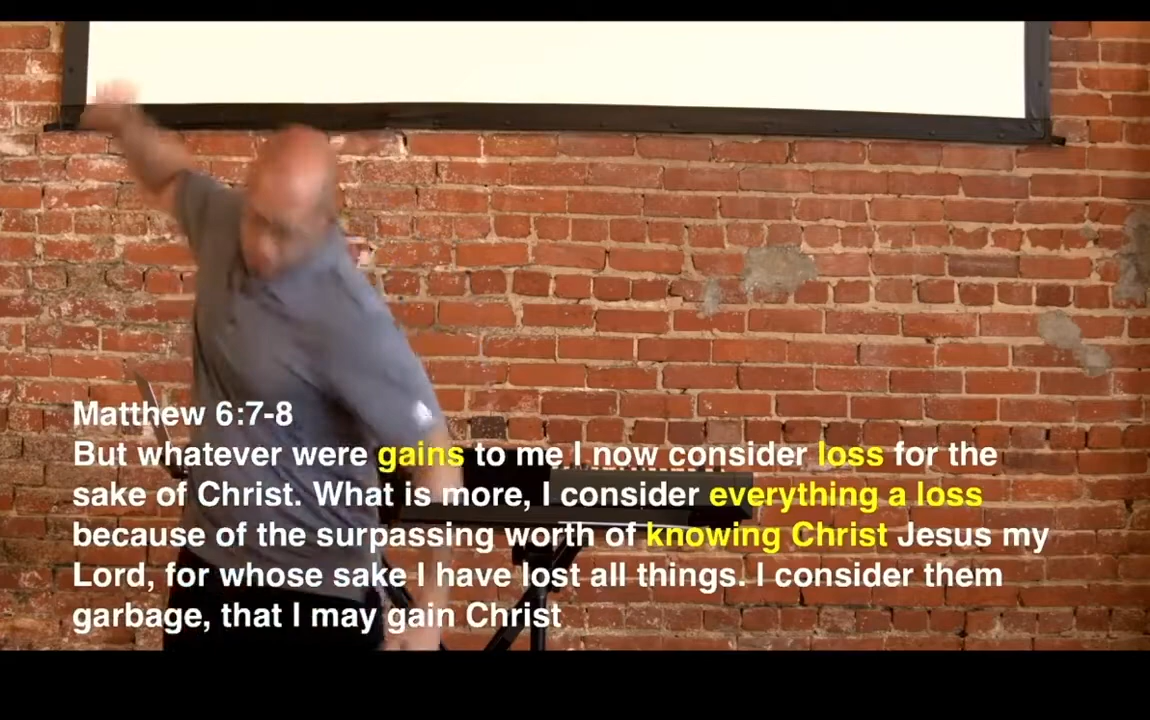 Matthew 6:7-8
But whatever were gains to me I now consider loss for the
sake of Christ. What is more, I consider everything a loss
because of the surpassing worth of knowing Christ Jesus my
Lord, for whose sake I have lost all things. I consider them
garbage, that I may gain Christ